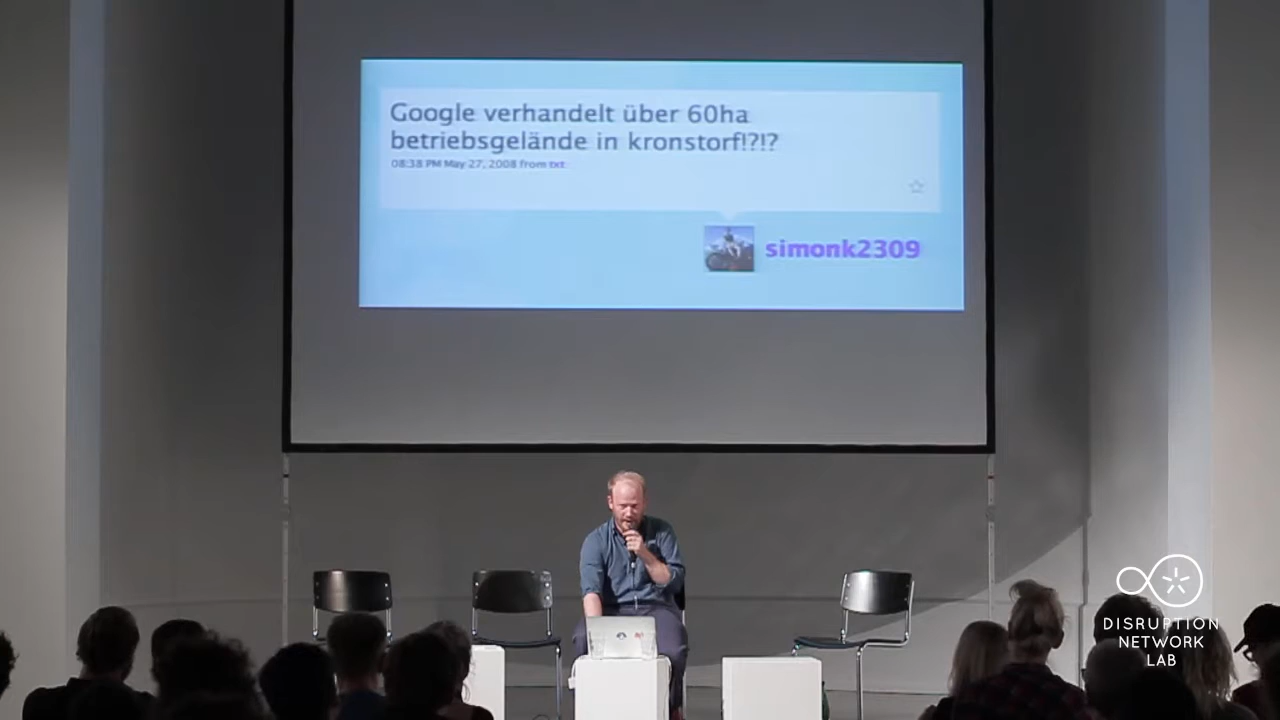 Google verhandelt über 60ha
betriebsgelände in kronstorf!?!?
08:38 PM May 27, 2008 from txt
simonk2309
DISRUPTION
NETWORK
LAB